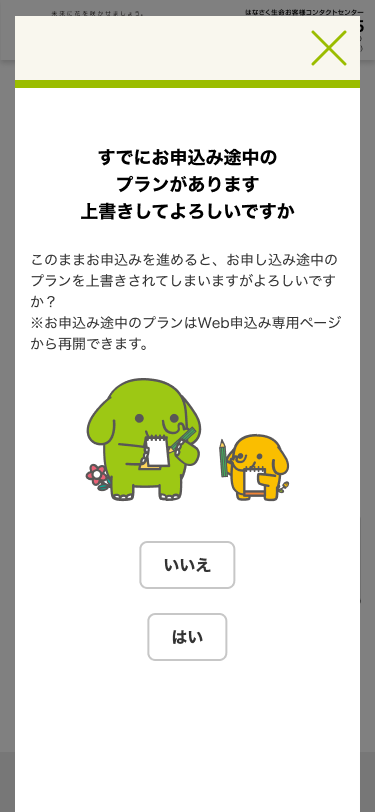 未来に花を咲かせましょう。
はなさく生命お客様コンタクトセンター
すでにお申込み途中の
プランがあります
上書きしてよろしいですか
このままお申込みを進めると、お申し込み途中の
プランを上書きされてしまいますがよろしいです
か？
※お申込み途中のプランはWeb申込み専用ページ
から再開できます。
いいえ
はい